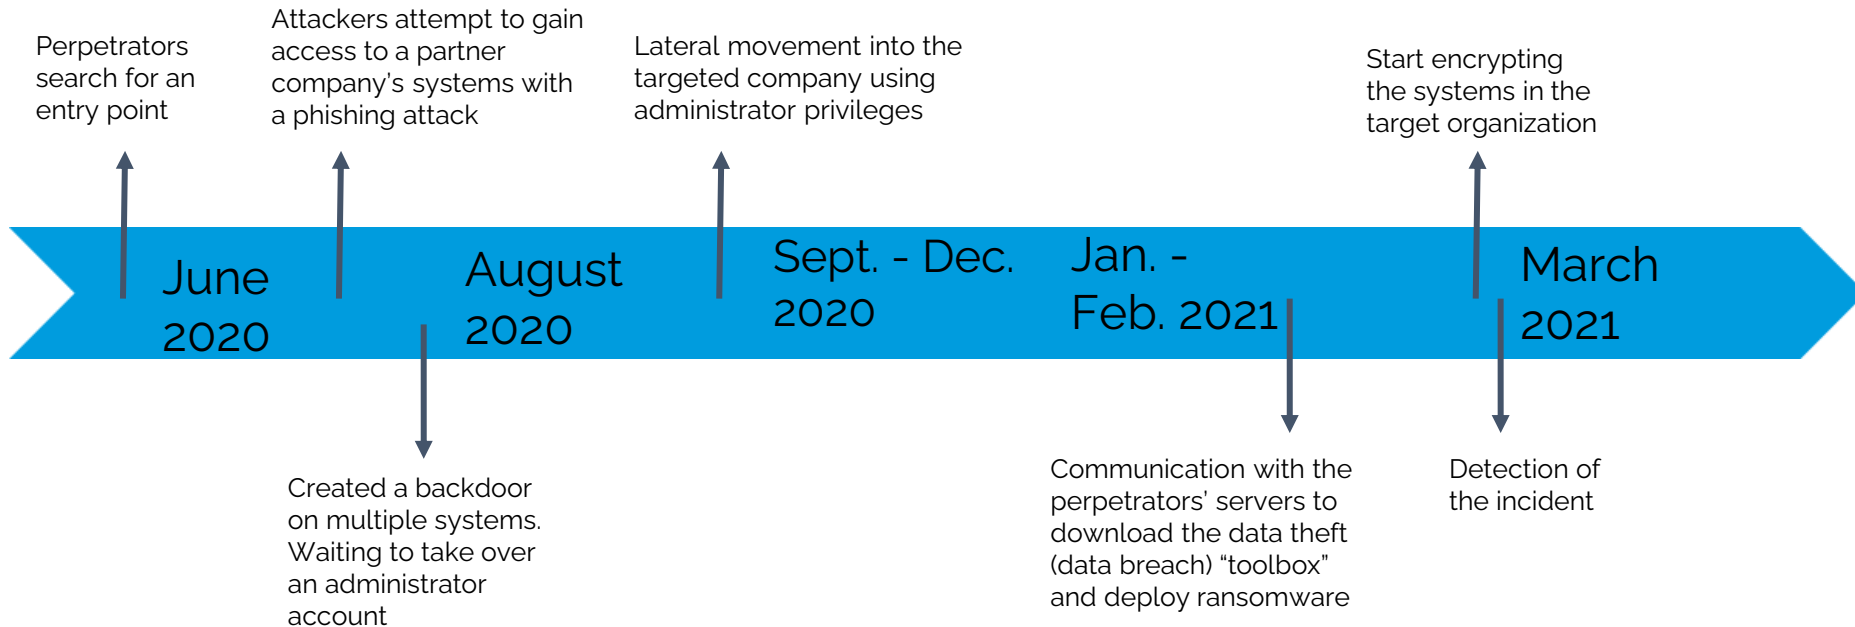 Perpetrators
search for an
entry point
Attackers attempt to gain
access to a partner
company's systems with
a phishing attack
Lateral movement into the
targeted company using
administrator privileges
Start encrypting
the systems in the
target organization
June
2020
August
2020
Sept. - Dec.
2020
Jan. -
Feb. 2021
March
2021
Created a backdoor
on multiple systems.
Waiting to take over
an administrator
account
Communication with the
perpetrators' servers to
download the data theft
(data breach) “toolbox”
and deploy ransomware
Detection of
the incident